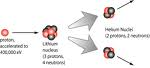 proton,
accelerated to
400,000 eV
Lithium
nucleus
(3 protons,
4 neutrons)
Helium Nuclei
(2 protons, 2 neutrons)